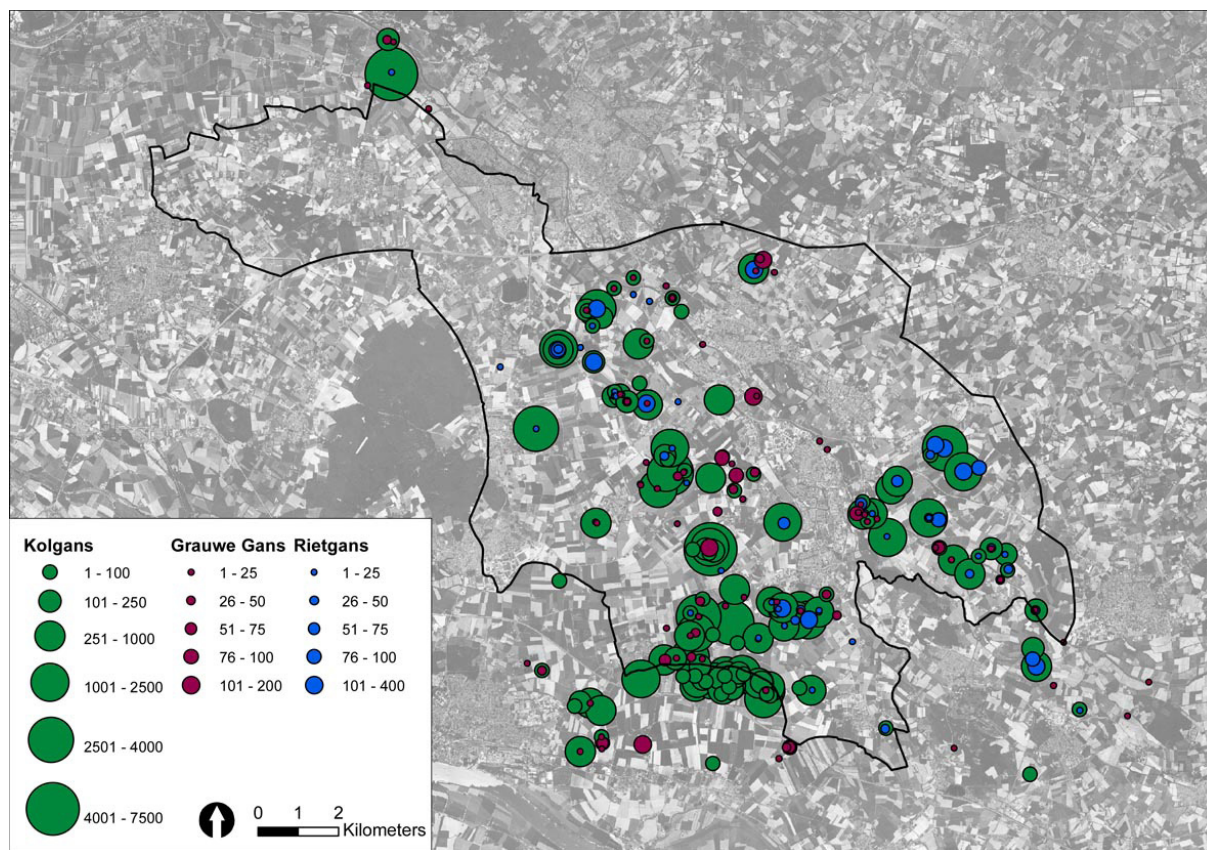 Kolgans Grauwe Gans Rietgans
1 - 100 1 - 25 1 - 25
101 - 250 26 - 50 26 - 50
251 - 1000 51 - 75 51 - 75
1001 - 2500 76 - 100 76 - 100
101 - 200 101 - 400
2501 - 4000
4001 - 7500
0 1 2
Kilometers